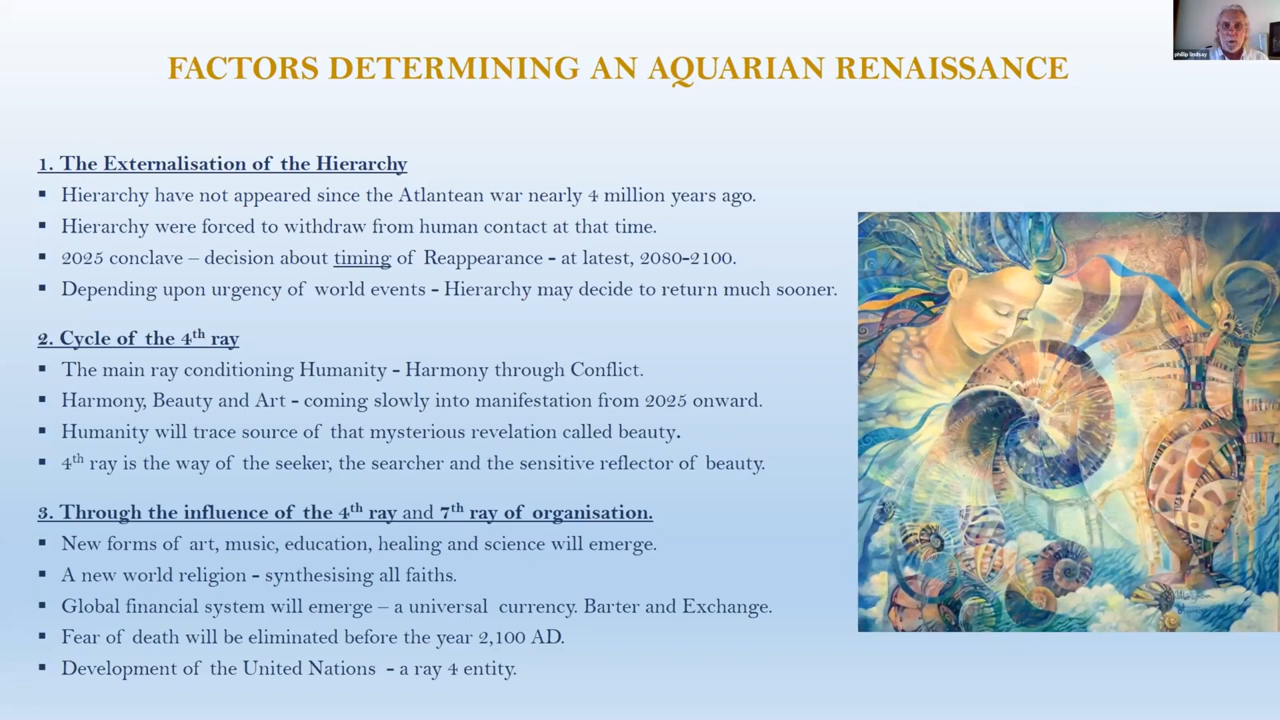 philip lindsay
FACTORS DETERMINING AN AQUARIAN RENAISSANCE
1. The Externalisation of the Hierarchy
▪ Hierarchy have not appeared since the Atlantean war nearly 4 million years ago.
▪ Hierarchy were forced to withdraw from human contact at that time.
▪ 2025 conclave – decision about timing of Reappearance - at latest, 2080-2100.
▪ Depending upon urgency of world events - Hierarchy may decide to return much sooner.
2. Cycle of the 4th ray
▪ The main ray conditioning Humanity - Harmony through Conflict.
▪ Harmony, Beauty and Art - coming slowly into manifestation from 2025 onward.
▪ Humanity will trace source of that mysterious revelation called beauty.
▪ 4th ray is the way of the seeker, the searcher and the sensitive reflector of beauty.
3. Through the influence of the 4th ray and 7th ray of organisation.
▪ New forms of art, music, education, healing and science will emerge.
▪ A new world religion - synthesising all faiths.
▪ Global financial system will emerge – a universal currency. Barter and Exchange.
▪ Fear of death will be eliminated before the year 2,100 AD.
▪ Development of the United Nations - a ray 4 entity.